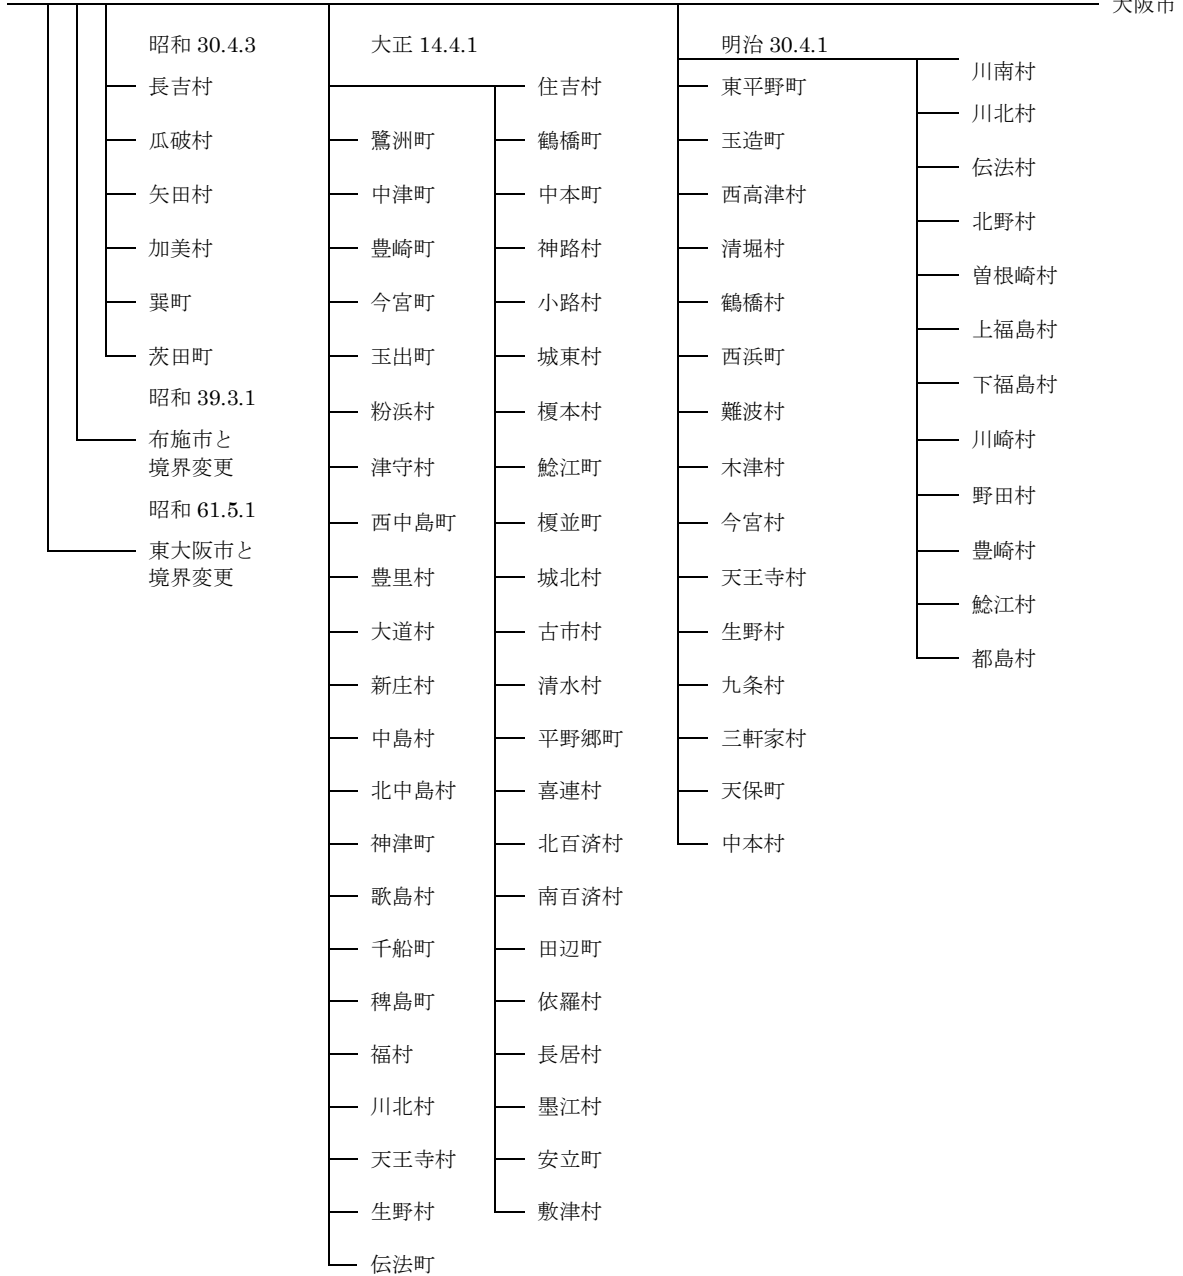 大阪市
昭和 30.4.3
長吉村
瓜破村
矢田村
加美村
巽町
茨田町
昭和 39.3.1
布施市と
境界変更
昭和 61.5.1
東大阪市と
境界変更
大正 14.4.1
鷺洲町
中津町
豊崎町
今宮町
玉出町
粉浜村
津守村
西中島町
豊里村
大道村
新庄村
中島村
北中島村
神津町
歌島村
千船町
稗島町
福村
川北村
天王寺村
生野村
伝法町
住吉村
鶴橋町
中本町
神路村
小路村
城東村
榎本村
鯰江町
榎並町
城北村
古市村
清水村
平野郷町
喜連村
北百済村
南百済村
田辺町
依羅村
長居村
墨江村
安立町
敷津村
明治 30.4.1
東平野町
玉造町
西高津村
清堀村
鶴橋村
西浜町
難波村
木津村
今宮村
天王寺村
生野村
九条村
三軒家村
天保町
中本村
川南村
川北村
伝法村
北野村
曽根崎村
上福島村
下福島村
川崎村
野田村
豊崎村
鯰江村
都島村